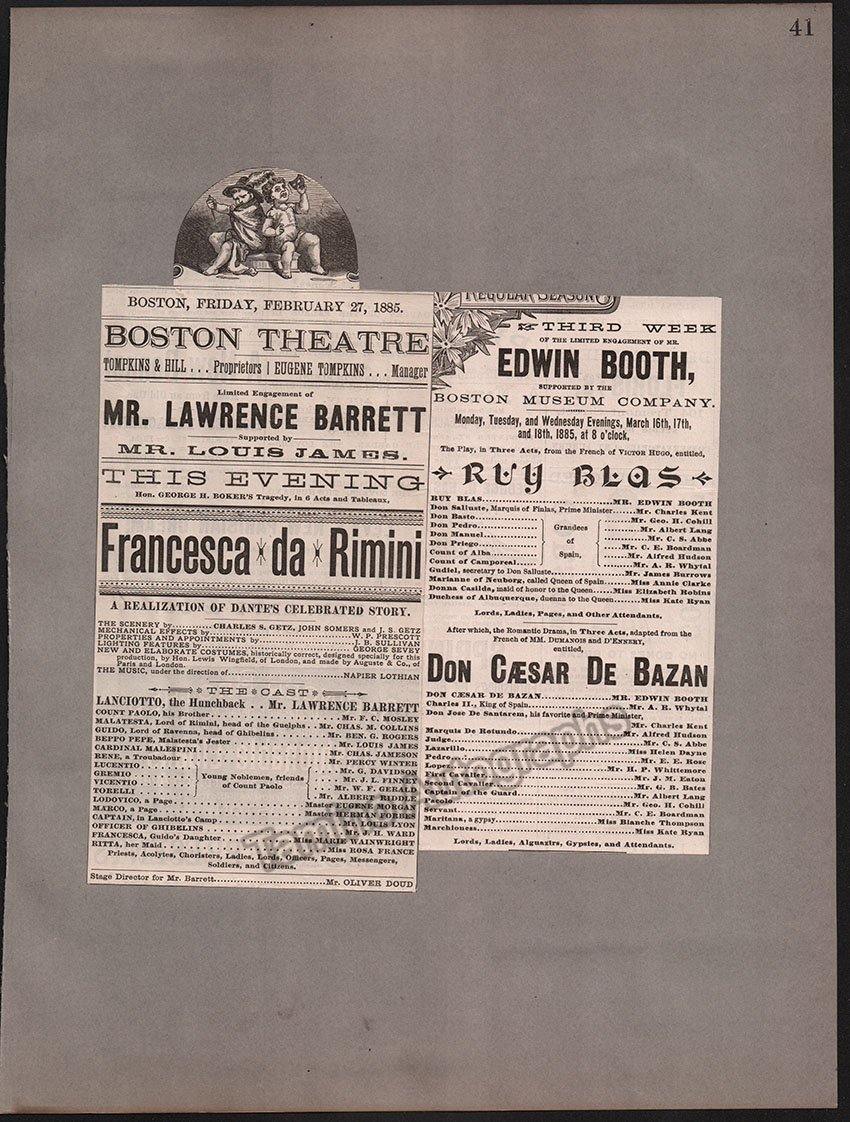 41
BOSTON, FRIDAY, FEBRUARY 27, 1885.
BOSTON THEATRE
TOMPKINS & HILL . . . Proprietors | EUGENE TOMPKINS . . . Manager
Limited Engagement of
MR. LAWRENCE BARRETT
Supported by
MR. LOUIS JAMES.
THIS EVENING
Hon. GEORGE H. BOKER'S Tragedy, in 6 Acts and Tableaux,
Francesca da Rimini
A REALIZATION OF DANTE'S CELEBRATED STORY.
THE SCENERY by CHARLES S. GETZ, JOHN SOMERS and J. S. GETZ
MECHANICAL EFFECTS by W. P. PRESCOTT
PROPERTIES AND APPOINTMENTS by J. B. SULLIVAN
LIGHTING FEATURES by GEORGE SEVEY
NEW AND ELABORATE COSTUMES, historically correct, designed specially for this
production, by Hon. Lewis Wingfield, of London, and made by Auguste & Co., of
Paris and London.
THE MUSIC, under the direction of NAPIER LOTHIAN
THE CAST
LANCIOTTO, the Hunchback . . Mr. LAWRENCE BARRETT
COUNT PAOLO, his Brother Mr. F. C. MOSLEY
MALATESTA, Lord of Rimini, head of the Guelphs Mr. CHAS. M. COLLINS
GUIDO, Lord of Ravenna, head of Ghibelins Mr. BEN. G. ROGERS
BEPPO PEPE, Malatesta's Jester Mr. LOUIS JAMES
CARDINAL MALESPINI Mr. CHAS. JAMESON
RENE, a Troubadour Mr. PERCY WINTER
LUCENTIO Mr. G. DAVIDSON
GREMIO Young Noblemen, friends Mr. J. L. FINNEY
VICENTIO of Count Paolo Mr. W. F. GERALD
TORELLI Mr. ALBERT RIDDLE
LODOVICO, a Page Master EUGENE MORGAN
MARCO, a Page Master HERMAN FORBES
CAPTAIN, in Lanciotto's Camp Mr. LOUIS LYON
OFFICER OF GHIBELINS H. WARD
FRANCESCA, Guido's Daughter Miss MARIE WAINWRIGHT
RITTA, her Maid Miss ROSA FRANCE
Priests, Acolytes, Choristers, Ladies, Lords, Officers, Pages, Messengers,
Soldiers, and Citizens.
Stage Director for Mr. Barrett Mr. OLIVER DOUD
REGULAR SEASON
THIRD WEEK
OF THE LIMITED ENGAGEMENT OF MR.
EDWIN BOOTH,
SUPPORTED BY THE
BOSTON MUSEUM COMPANY.
Monday, Tuesday, and Wednesday Evenings, March 16th, 17th,
and 18th. 1885, at 8 o'clock,
The Play, in Three Acts, from the French of VICTOR HUGO, entitled,
RUY BLAS
RUY BLAS MR. EDWIN BOOTH
Don Salluste, Marquis of Finlas, Prime Minister Mr. Charles Kent
Don Basto Mr. Geo. H. Cohill
Don Pedro Grandees Mr. Albert Lang
Don Manuel of Mr. C. S. Abbe
Don Priego Spain, Mr. C. E. Boardman
Count of Alba Mr. Alfred Hudson
Count of Camporeal Mr. A. R. Whytal
Gudiel, secretary to Don Salluste Mr. James Burrows
Marianne of Neuborg, called Queen of Spain Miss Annie Clarke
Donna Casilda, maid of honor to the Queen Miss Elizabeth Robins
Duchess of Albuquerque, duenna to the Queen Miss Kate Ryan
Lords, Ladies, Pages, and Other Attendants.
After which, the Romantic Drama, in Three Acts, adapted from the
French of MM. DUMANOIS and D'ENNERY,
entitled,
DON CÆSAR DE BAZAN
DON CÆSAR DE BAZAN MR. EDWIN BOOTH
Charles II., King of Spain Mr. A. R. Whytal
Don Jose De Santarem, his favorite and Prime Minister,
Mr. Charles Kent
Marquis De Rotundo Mr. Alfred Hudson
Judge Mr. C. S. Abbe
Lazarillo Miss Helen Dayne
Pedro Mr. E. E. Rose
Lopez Mr. H. P. Whittemore
First Cavalier Mr. J. M. Eaton
Second Cavalier Mr. G. B. Bates
Captain of the Guard Mr. Albert Lang
Pacolo Mr. Geo. H. Cohill
Servant Mr. C. E. Boardman
Maritana, a gypsy Miss Blanche Thompson
Marchioness Miss Kate Ryan
Lords, Ladies, Alguazirs, Gypsies, and Attendants.
Tamino Autographs